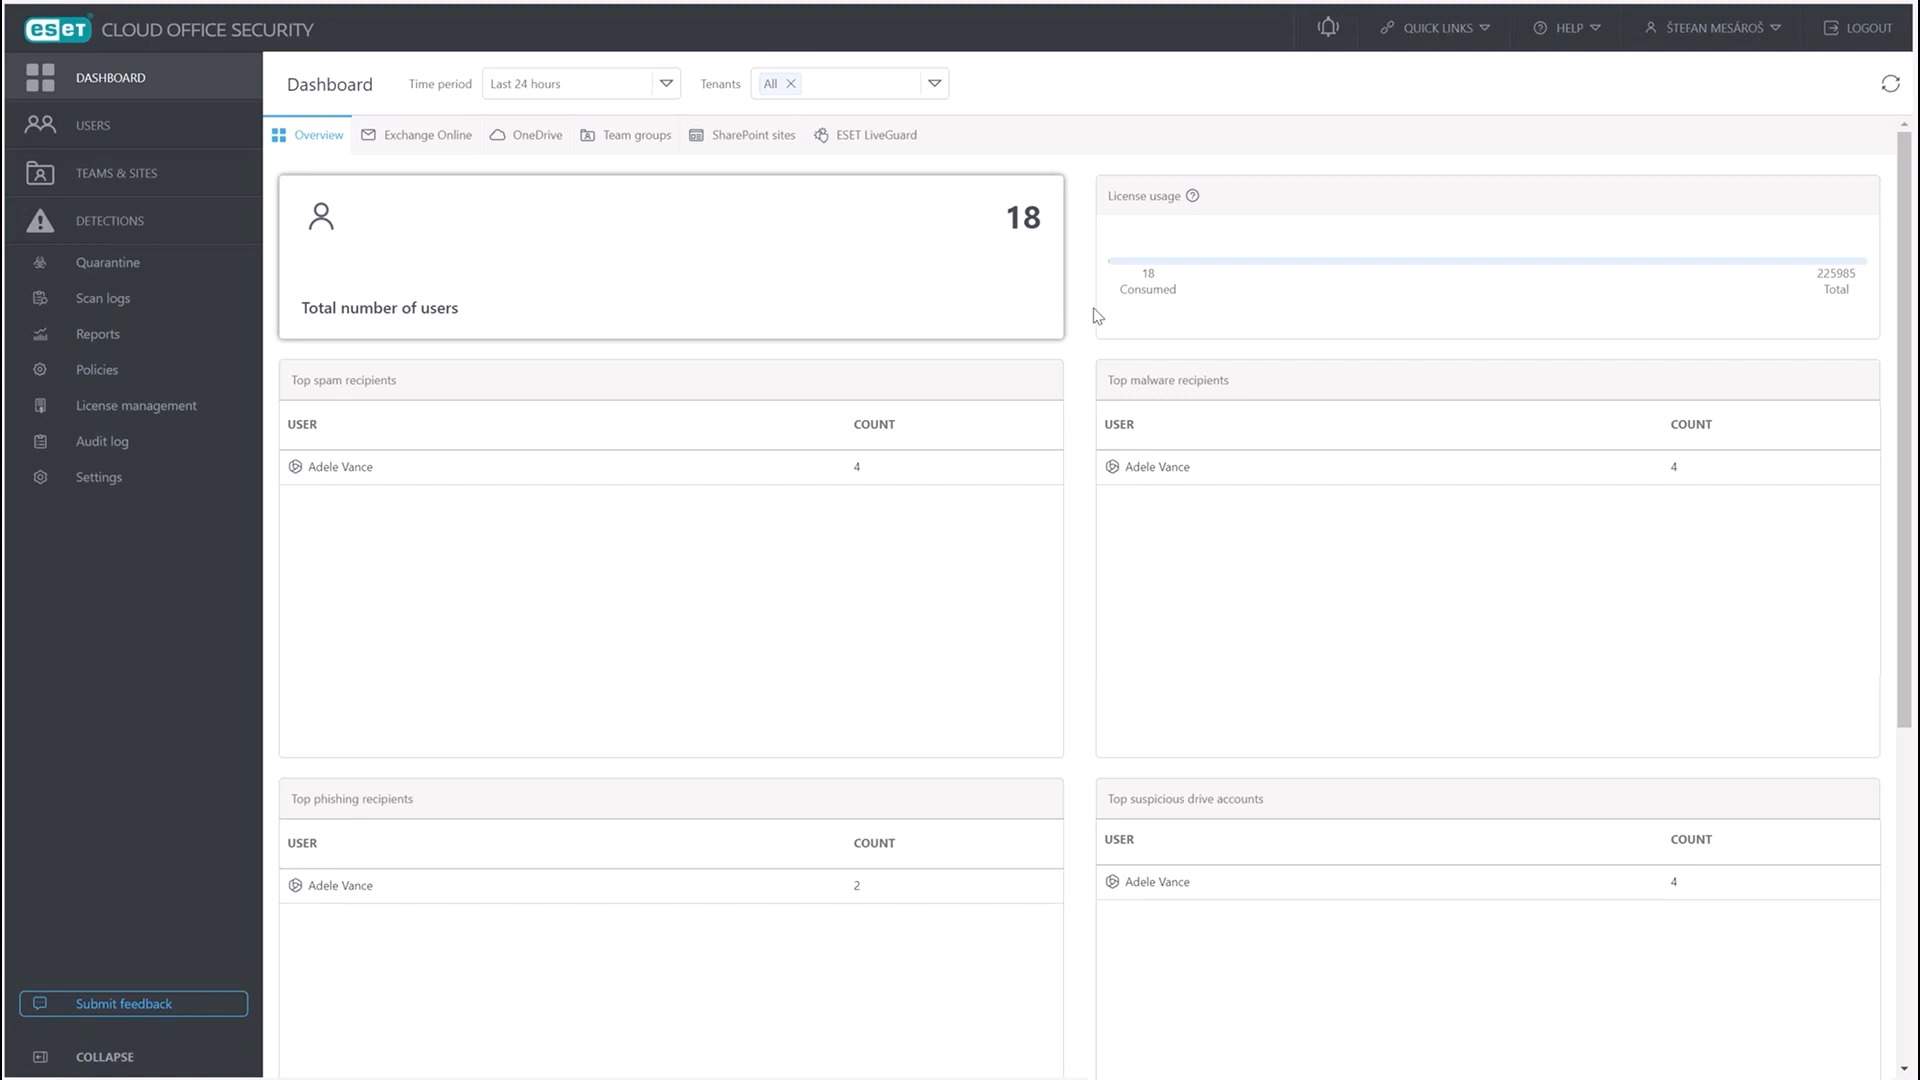 eset CLOUD OFFICE SECURITY
QUICK LINKS
HELP
ŠTEFAN MESÁROŠ
LOGOUT
DASHBOARD
USERS
TEAMS & SITES
DETECTIONS
Quarantine
Scan logs
Reports
Policies
License management
Audit log
Settings
Submit feedback
COLLAPSE
Dashboard
Time period
Last 24 hours
Tenants
All
Overview
Exchange Online
OneDrive
Team groups
SharePoint sites
ESET LiveGuard
18
Total number of users
License usage
18
Consumed
225985
Total
Top spam recipients
USER COUNT
Adele Vance 4
Top malware recipients
USER COUNT
Adele Vance 4
Top phishing recipients
USER COUNT
Adele Vance 2
Top suspicious drive accounts
USER COUNT
Adele Vance 4